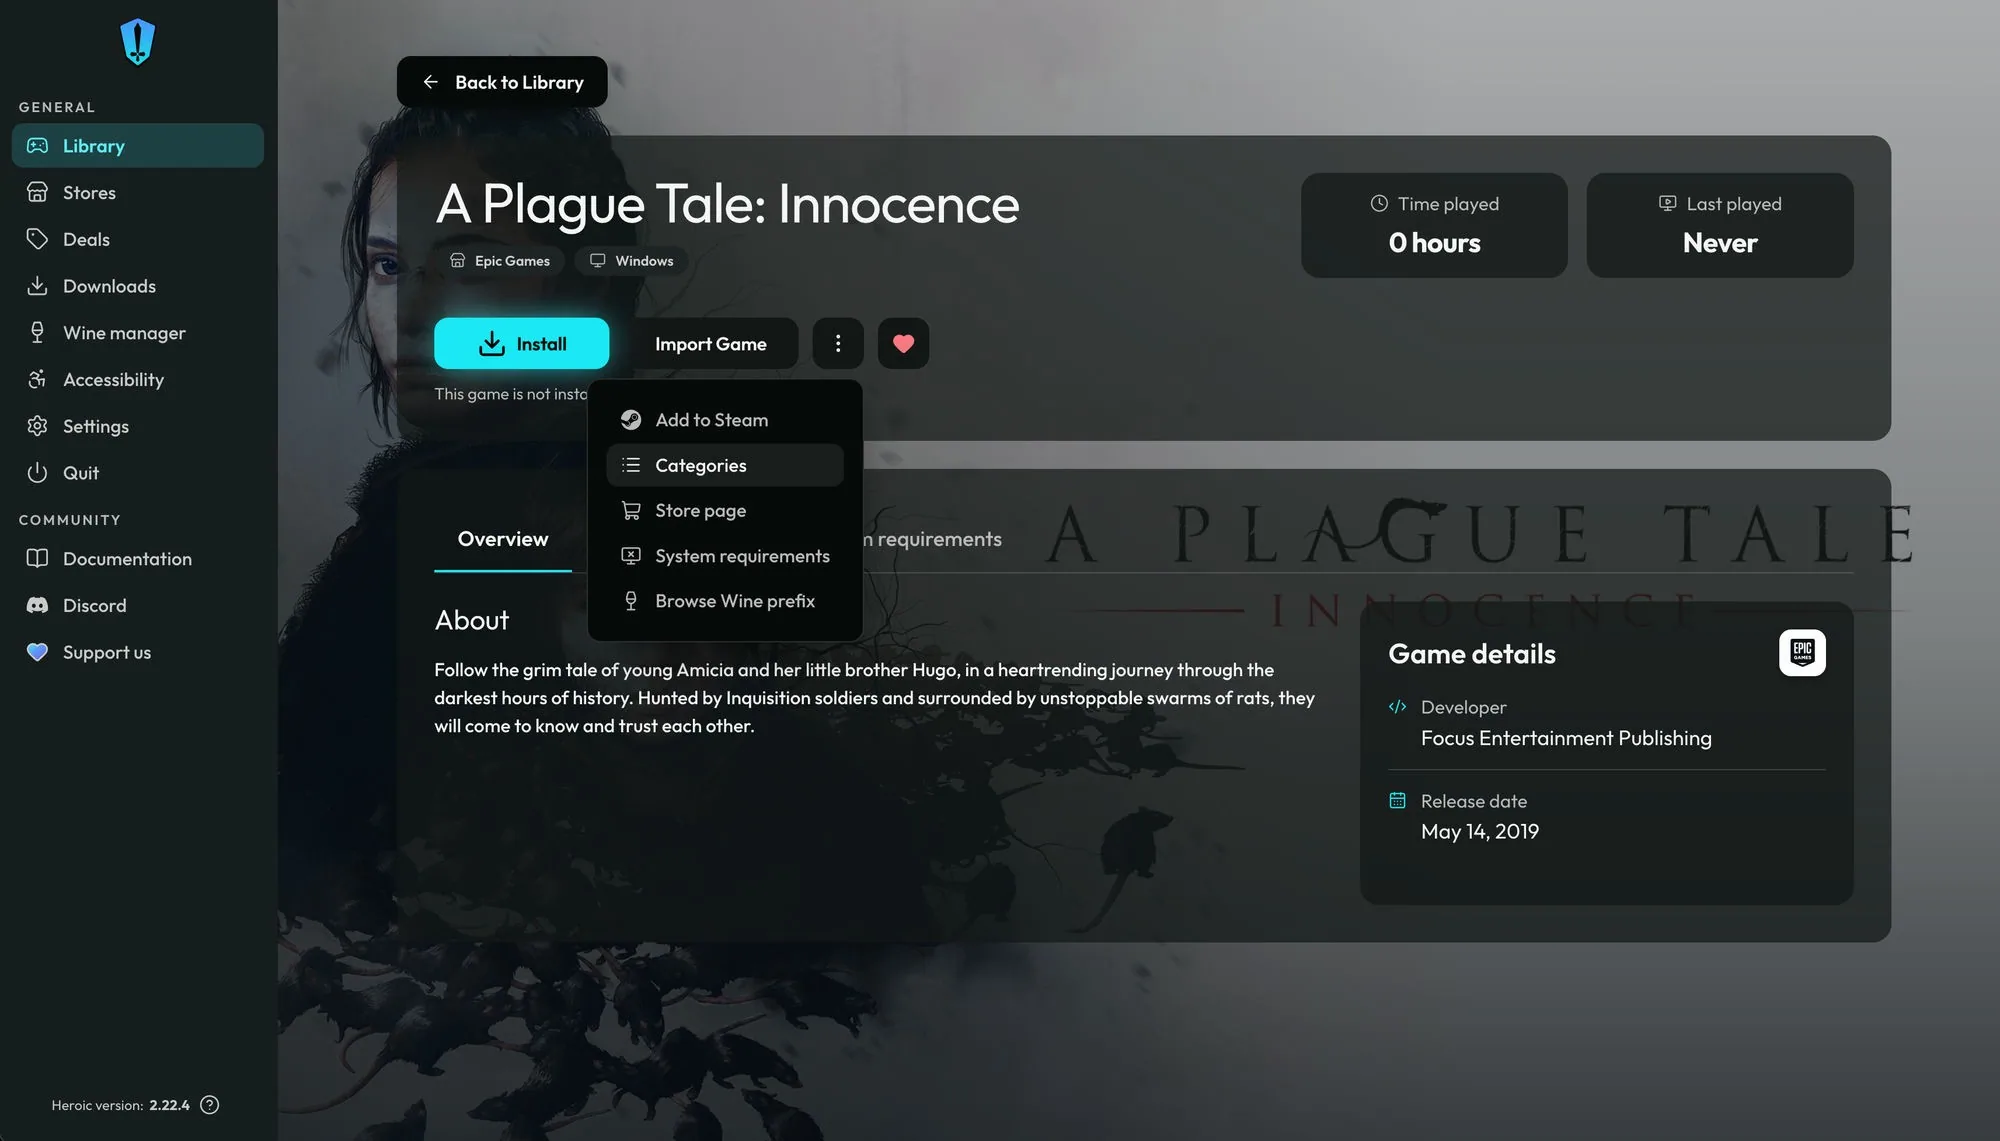 GENERAL
Library
Stores
Deals
Downloads
Wine manager
Accessibility
Settings
Quit
COMMUNITY
Documentation
Discord
Support us
Heroic version: 2.22.4
Back to Library
A Plague Tale: Innocence
Epic Games
Windows
Time played
0 hours
Last played
Never
Install
Import Game
This game is not
Add to Steam
Categories
Store page
System requirements
Browse Wine prefix
Overview
requirements
A PLAGUE TALE
INNOCENCE
About
Follow the grim tale of young Amicia and her little brother Hugo, in a heartrending journey through the
darkest hours of history. Hunted by Inquisition soldiers and surrounded by unstoppable swarms of rats, they
will come to know and trust each other.
Game details
EPIC
GAMES
Developer
Focus Entertainment Publishing
Release date
May 14, 2019